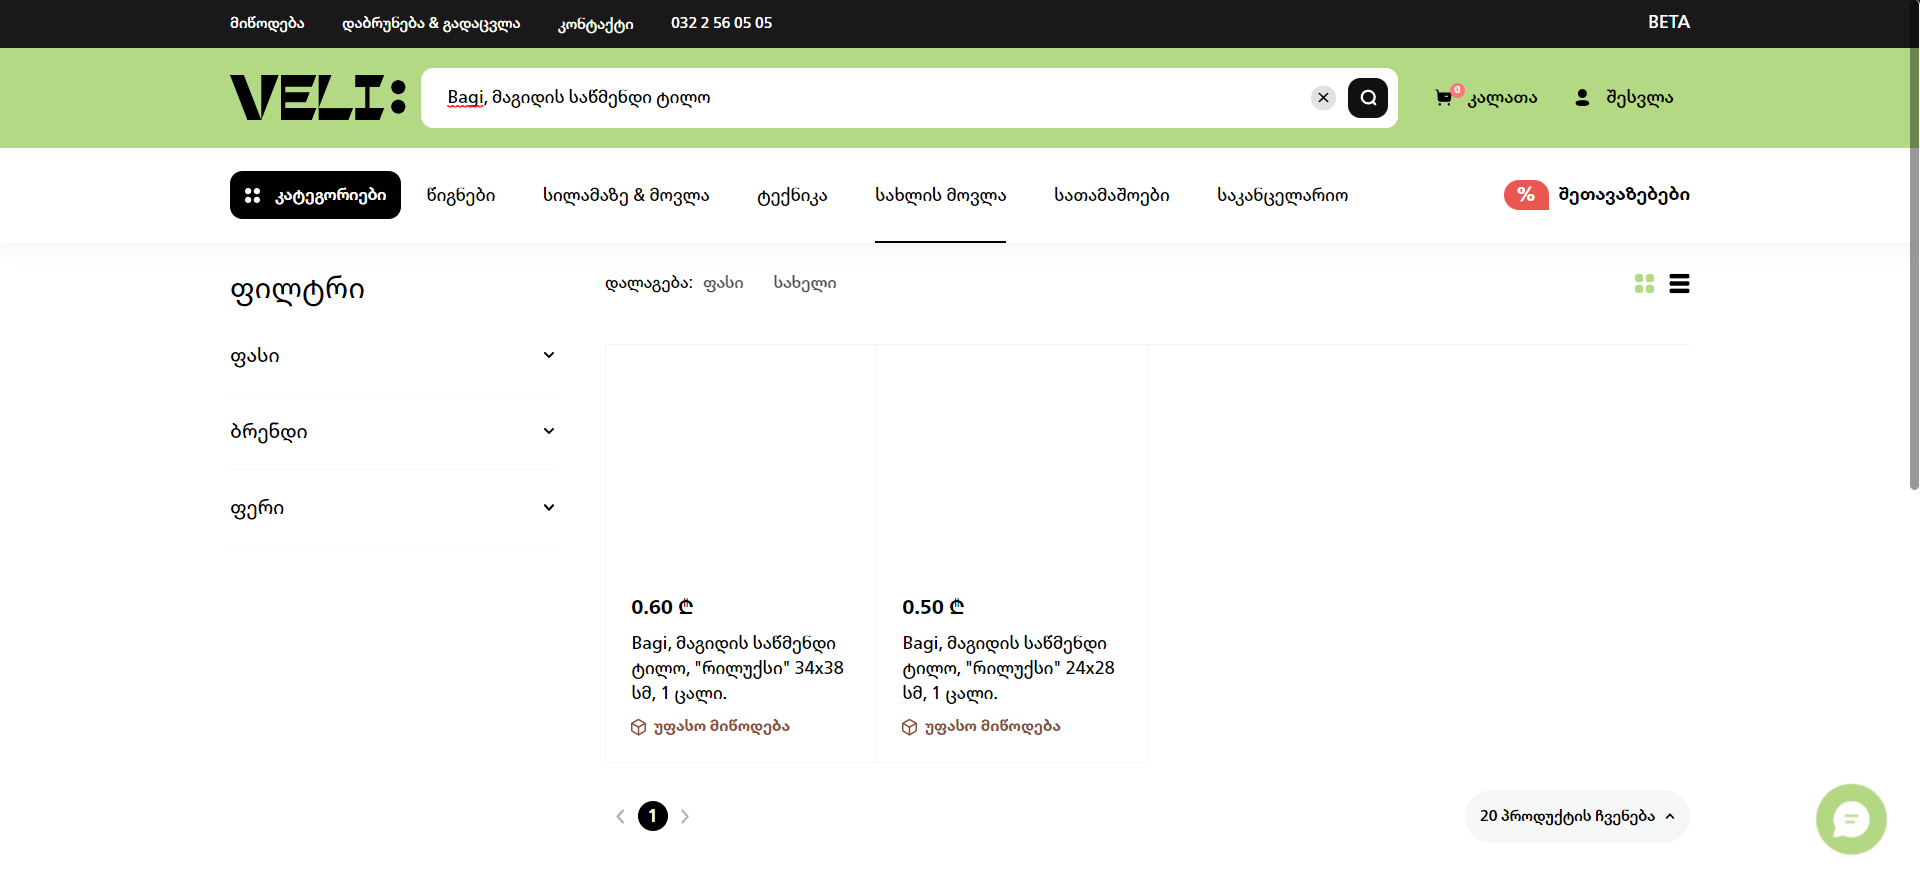 მიწოდება დაბრუნება & გადაცვლა კონტაქტი 032 2 56 05 05 BETA
VELI: Bagi, მაგიდის საწმენდი ტილო 0 კალათა შესვლა
კატეგორიები წიგნები სილამაზე & მოვლა ტექნიკა სახლის მოვლა სათამაშოები საკანცელარიო % შეთავაზებები
ფილტრი
დალაგება: ფასი სახელი
ფასი
ბრენდი
ფერი
0.60 ₾
Bagi, მაგიდის საწმენდი
ტილო, "რილუქსი" 34x38
სმ, 1 ცალი.
უფასო მიწოდება
0.50 ₾
Bagi, მაგიდის საწმენდი
ტილო, "რილუქსი" 24x28
სმ, 1 ცალი.
უფასო მიწოდება
1
20 პროდუქტის ჩვენება